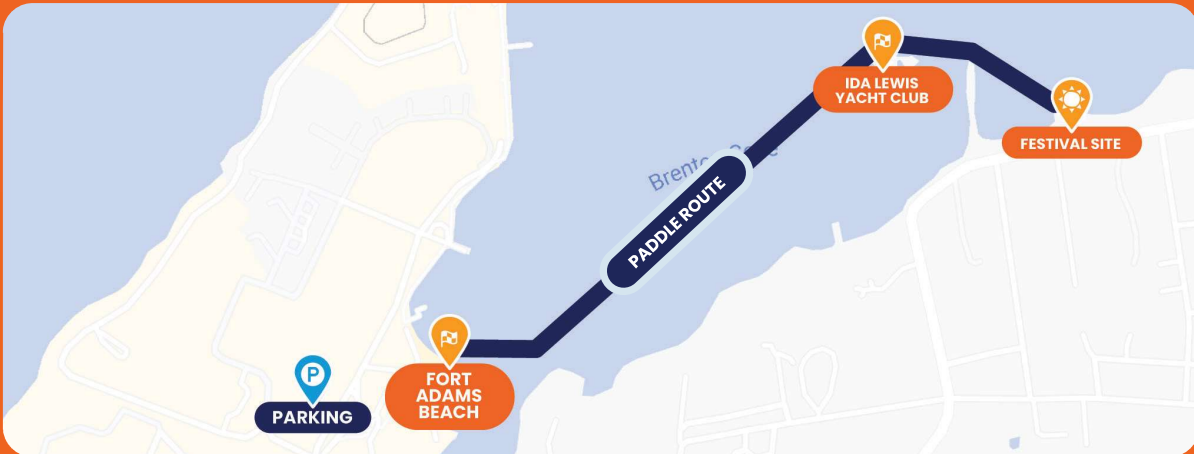 IDA LEWIS
YACHT CLUB
FESTIVAL SITE
PADDLE ROUTE
FORT
ADAMS
BEACH
P
PARKING